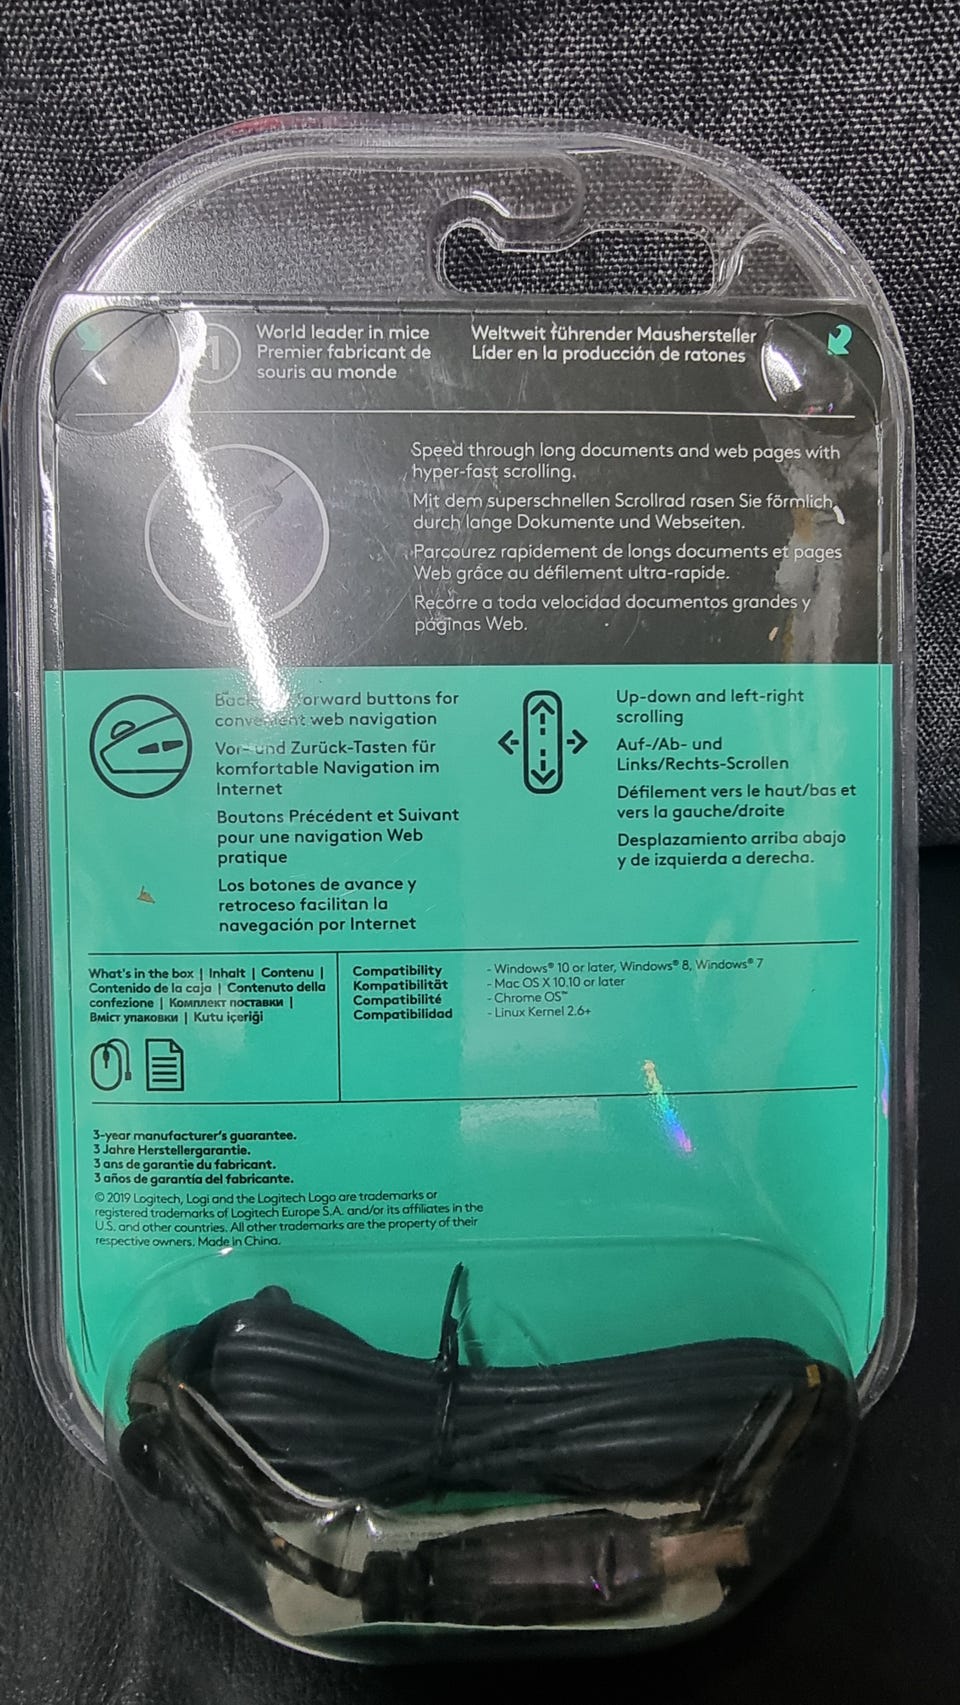 1
World leader in mice
Premier fabricant de
souris au monde
Weltweit führender Maushersteller
Líder en la producción de ratones
Speed through long documents and web pages with
hyper-fast scrolling.
Mit dem superschnellen Scrollrad rasen Sie förmlich
durch lange Dokumente und Webseiten.
Parcourez rapidement de longs documents et pages
Web grâce au défilement ultra-rapide.
Recorre a toda velocidad documentos grandes y
páginas Web.
buttons for
convenient web navigation
Vor- und Zurück-Tasten für
komfortable Navigation im
Internet
Boutons Précédent et Suivant
pour une navigation Web
pratique
Los botones de avance y
retroceso facilitan la
navegación por Internet
Up-down and left-right
scrolling
Auf-/Ab- und
Links/Rechts-Scrollen
Défilement vers le haut/bas et
vers la gauche/droite
Desplazamiento arriba abajo
y de izquierda a derecha.
What's in the box | Inhalt | Contenu |
Contenido de la caja | Contenuto della
confezione | Комплект поставки |
Вміст упаковки | Kutu içeriği
Compatibility
Kompatibilität
Compatibilité
Compatibilidad
- Windows® 10 or later, Windows® 8, Windows® 7
- Mac OS X 10.10 or later
- Chrome OS™
- Linux Kernel 2.6+
3-year manufacturer's guarantee.
3 Jahre Herstellergarantie.
3 ans de garantie du fabricant.
3 años de garantía del fabricante.
© 2019 Logitech, Logi and the Logitech Logo are trademarks or
registered trademarks of Logitech Europe S.A. and/or its affiliates in the
U.S. and other countries. All other trademarks are the property of their
respective owners. Made in China.